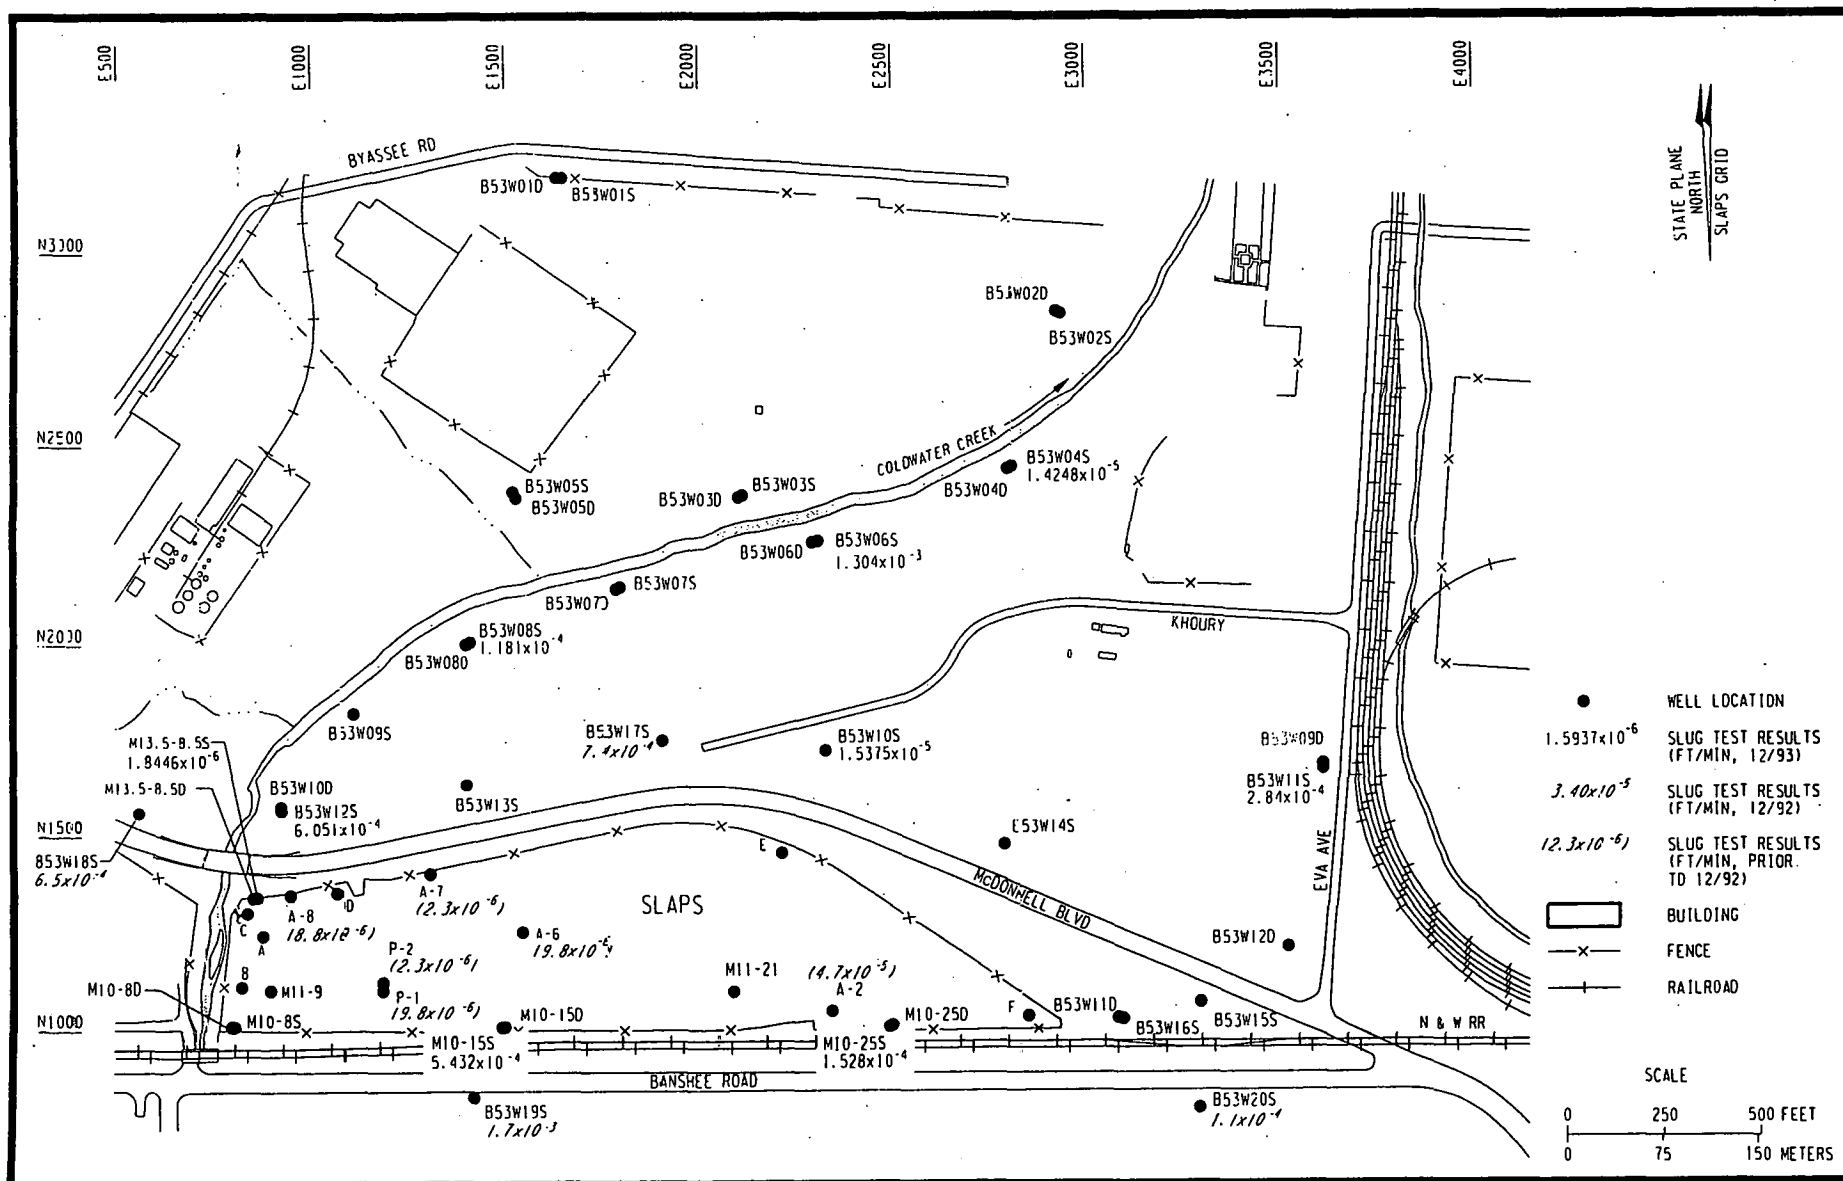 E500
E1000
E1500
E2000
E2500
E3000
E3500
E4000
STATE PLANE
NORTH
SLAPS GRID
BYASSEE RD
B53W01D
B53W01S
N3000
B53W02D
B53W02S
N2500
COLDWATER CREEK
B53W05S
B53W05D
B53W03D
B53W03S
B53W04S
1.4248x10⁻⁵
B53W04D
B53W06D
B53W06S
1.304x10⁻³
B53W07S
B53W07D
N2000
B53W08S
1.181x10⁻⁴
B53W08D
KHOURY
B53W09S
B53W17S
7.4x10⁻⁴
B53W10S
1.5375x10⁻⁵
B53W09D
B53W11S
2.84x10⁻⁴
M13.5-8.5S
1.8446x10⁻⁶
M13.5-8.5D
B53W10D
B53W12S
6.051x10⁻⁴
B53W13S
N1500
B53W18S
6.5x10⁻⁴
E53W14S
E
McDONNELL BLVD
EVA AVE
SLAPS
A-7
(2.3x10⁻⁶)
D
A-8
C
A
A-6
P-2
(2.3x10⁻⁶)
B
M11-9
P-1
M10-8D
M10-8S
M11-21
(4.7x10⁻⁵)
A-2
F
B53W12D
B53W11D
B53W16S
B53W15S
N1000
M10-15D
M10-15S
5.432x10⁻⁴
M10-25D
M10-25S
1.528x10⁻⁴
N & W RR
BANSHEE ROAD
B53W19S
1.7x10⁻³
B53W20S
1.1x10⁻⁴
WELL LOCATION
1.5937x10⁻⁶ SLUG TEST RESULTS
(FT/MIN, 12/93)
3.40x10⁻⁵ SLUG TEST RESULTS
(FT/MIN, 12/92)
(2.3x10⁻⁶) SLUG TEST RESULTS
(FT/MIN, PRIOR
TO 12/92)
BUILDING
FENCE
RAILROAD
SCALE
0 250 500 FEET
0 75 150 METERS